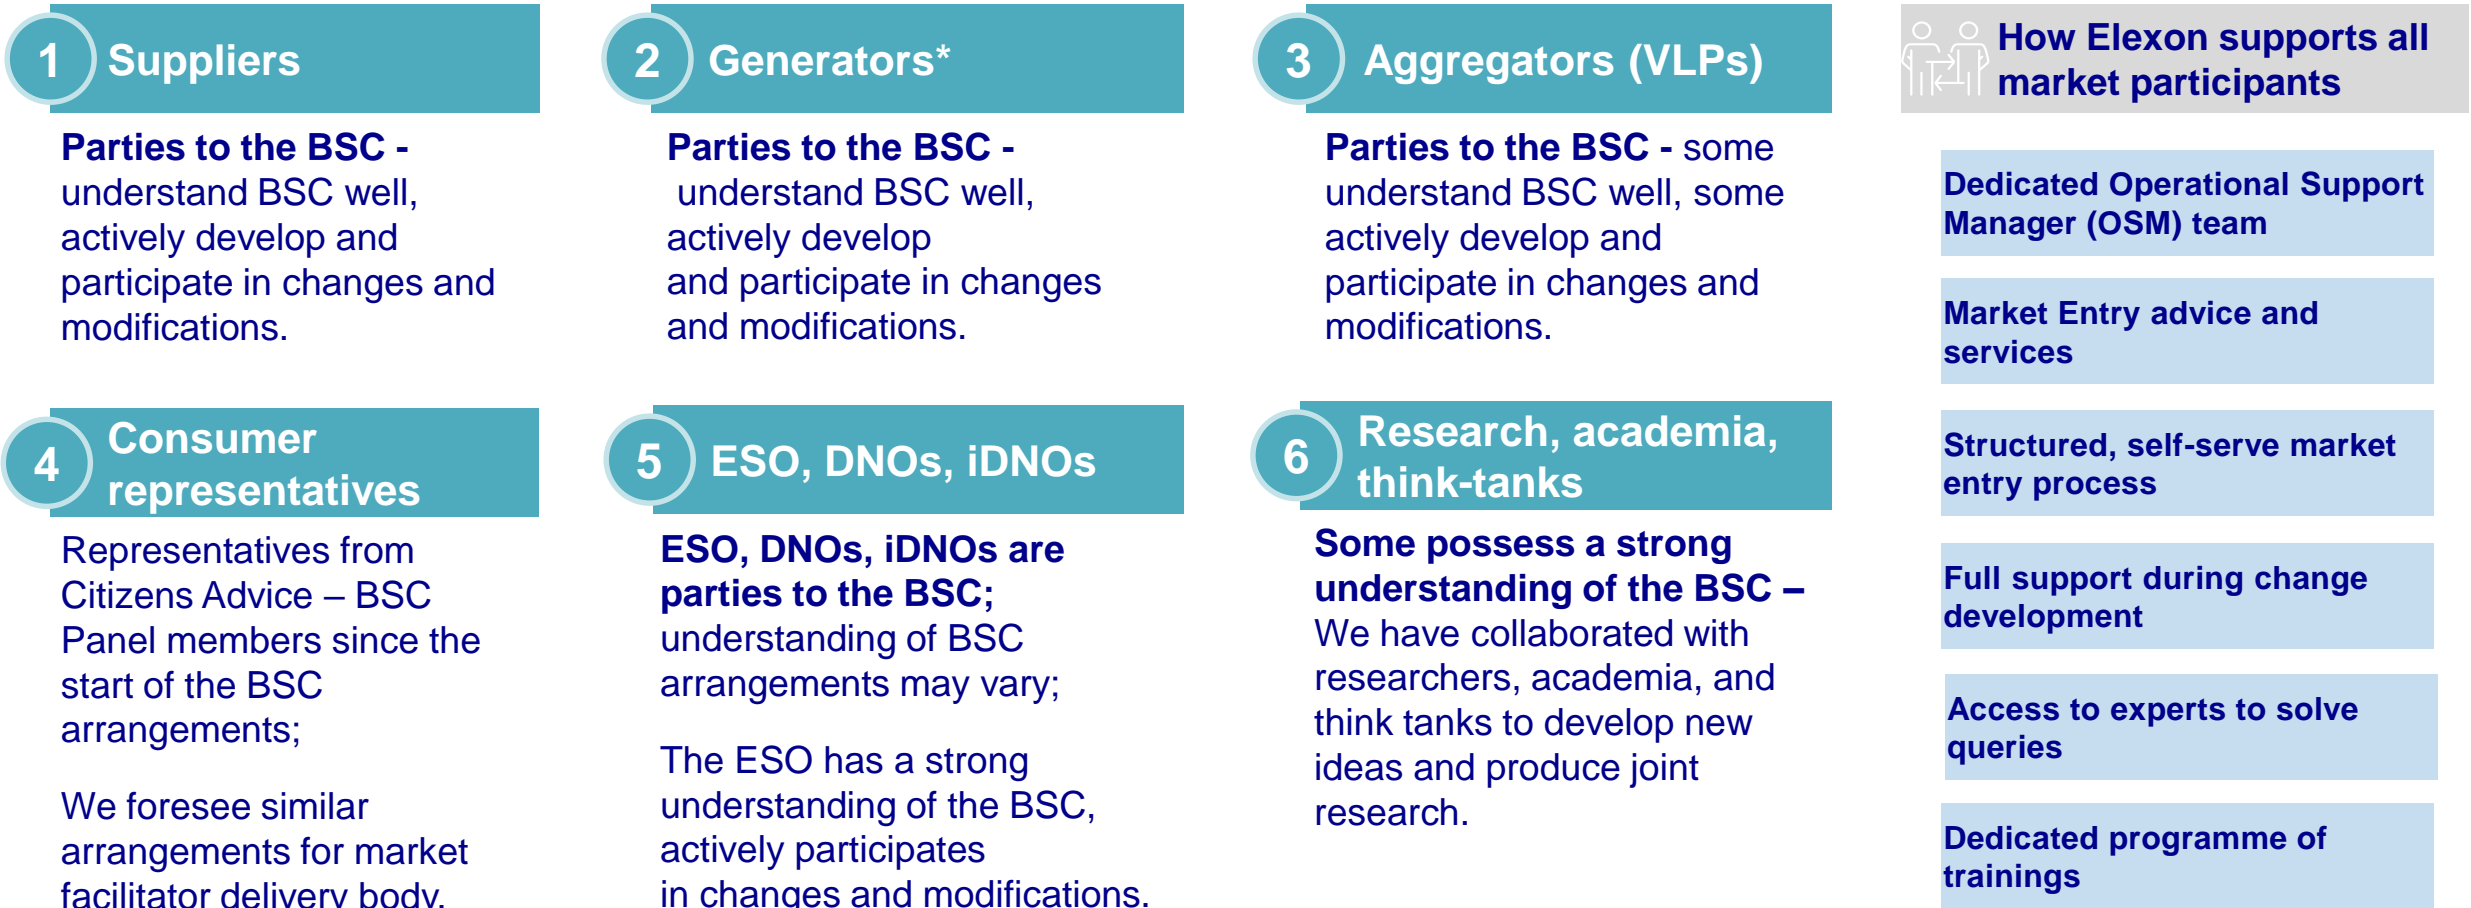 1
Suppliers
Parties to the BSC -
understand BSC well,
actively develop and
participate in changes and
modifications.
2
Generators*
Parties to the BSC -
understand BSC well,
actively develop
and participate in changes
and modifications.
3
Aggregators (VLPs)
Parties to the BSC - some
understand BSC well, some
actively develop and
participate in changes and
modifications.
4
Consumer
representatives
Representatives from
Citizens Advice – BSC
Panel members since the
start of the BSC
arrangements;
We foresee similar
arrangements for market
facilitator delivery body.
5
ESO, DNOs, iDNOs
ESO, DNOs, iDNOs are
parties to the BSC;
understanding of BSC
arrangements may vary;
The ESO has a strong
understanding of the BSC,
actively participates
in changes and modifications.
6
Research, academia,
think-tanks
Some possess a strong
understanding of the BSC –
We have collaborated with
researchers, academia, and
think tanks to develop new
ideas and produce joint
research.
How Elexon supports all
market participants
Dedicated Operational Support
Manager (OSM) team
Market Entry advice and
services
Structured, self-serve market
entry process
Full support during change
development
Access to experts to solve
queries
Dedicated programme of
trainings